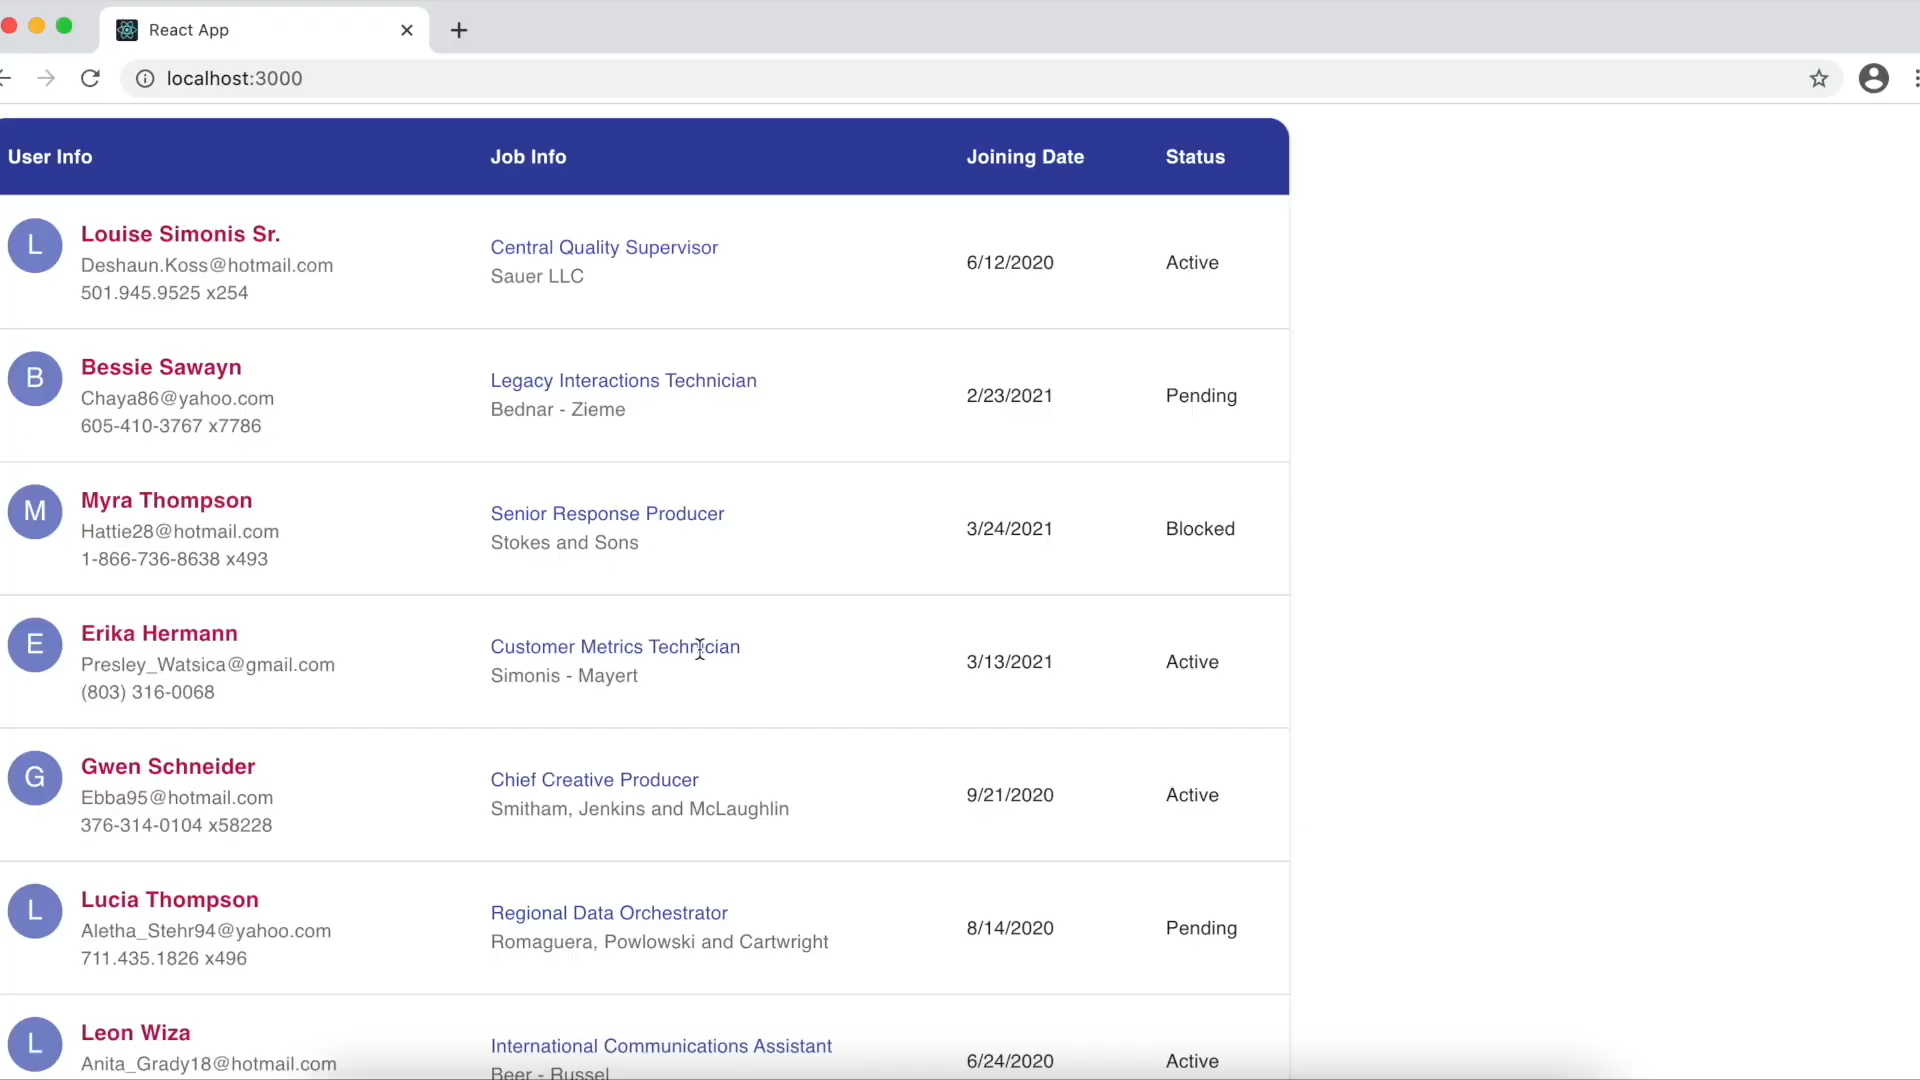 React App
localhost:3000
User Info Job Info Joining Date Status
L Louise Simonis Sr.
Deshaun.Koss@hotmail.com
501.945.9525 x254
Central Quality Supervisor
Sauer LLC
6/12/2020
Active
B Bessie Sawayn
Chaya86@yahoo.com
605-410-3767 x7786
Legacy Interactions Technician
Bednar - Zieme
2/23/2021
Pending
M Myra Thompson
Hattie28@hotmail.com
1-866-736-8638 x493
Senior Response Producer
Stokes and Sons
3/24/2021
Blocked
E Erika Hermann
Presley_Watsica@gmail.com
(803) 316-0068
Customer Metrics Technician
Simonis - Mayert
3/13/2021
Active
G Gwen Schneider
Ebba95@hotmail.com
376-314-0104 x58228
Chief Creative Producer
Smitham, Jenkins and McLaughlin
9/21/2020
Active
L Lucia Thompson
Aletha_Stehr94@yahoo.com
711.435.1826 x496
Regional Data Orchestrator
Romaguera, Powlowski and Cartwright
8/14/2020
Pending
L Leon Wiza
Anita_Grady18@hotmail.com
International Communications Assistant
Beer - Russel
6/24/2020
Active